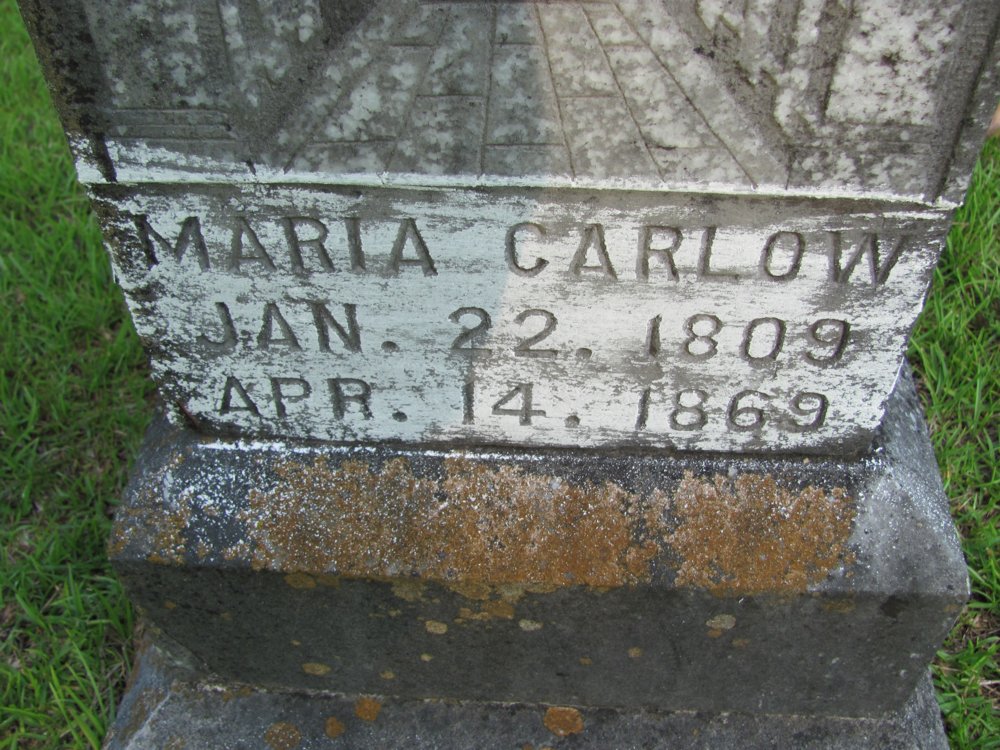 MARIA CARLOW
JAN. 22. 1809
APR. 14. 1869